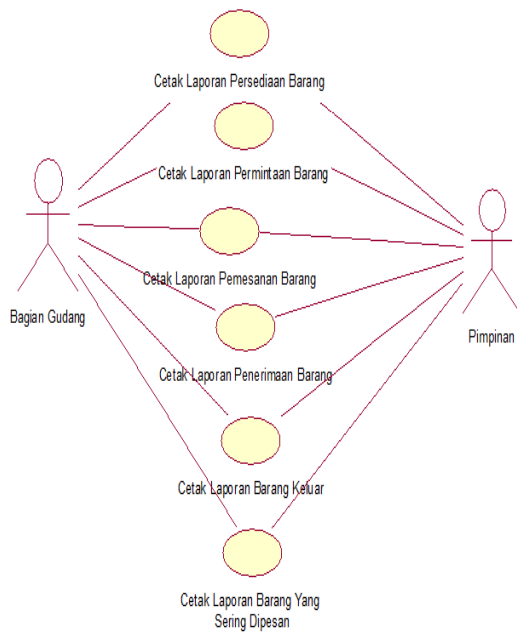 Cetak Laporan Persediaan Barang
Cetak Laporan Permintaan Barang
Cetak Laporan Pemesanan Barang
Bagian Gudang
Pimpinan
Cetak Laporan Penerimaan Barang
Cetak Laporan Barang Keluar
Cetak Laporan Barang Yang
Sering Dipesan